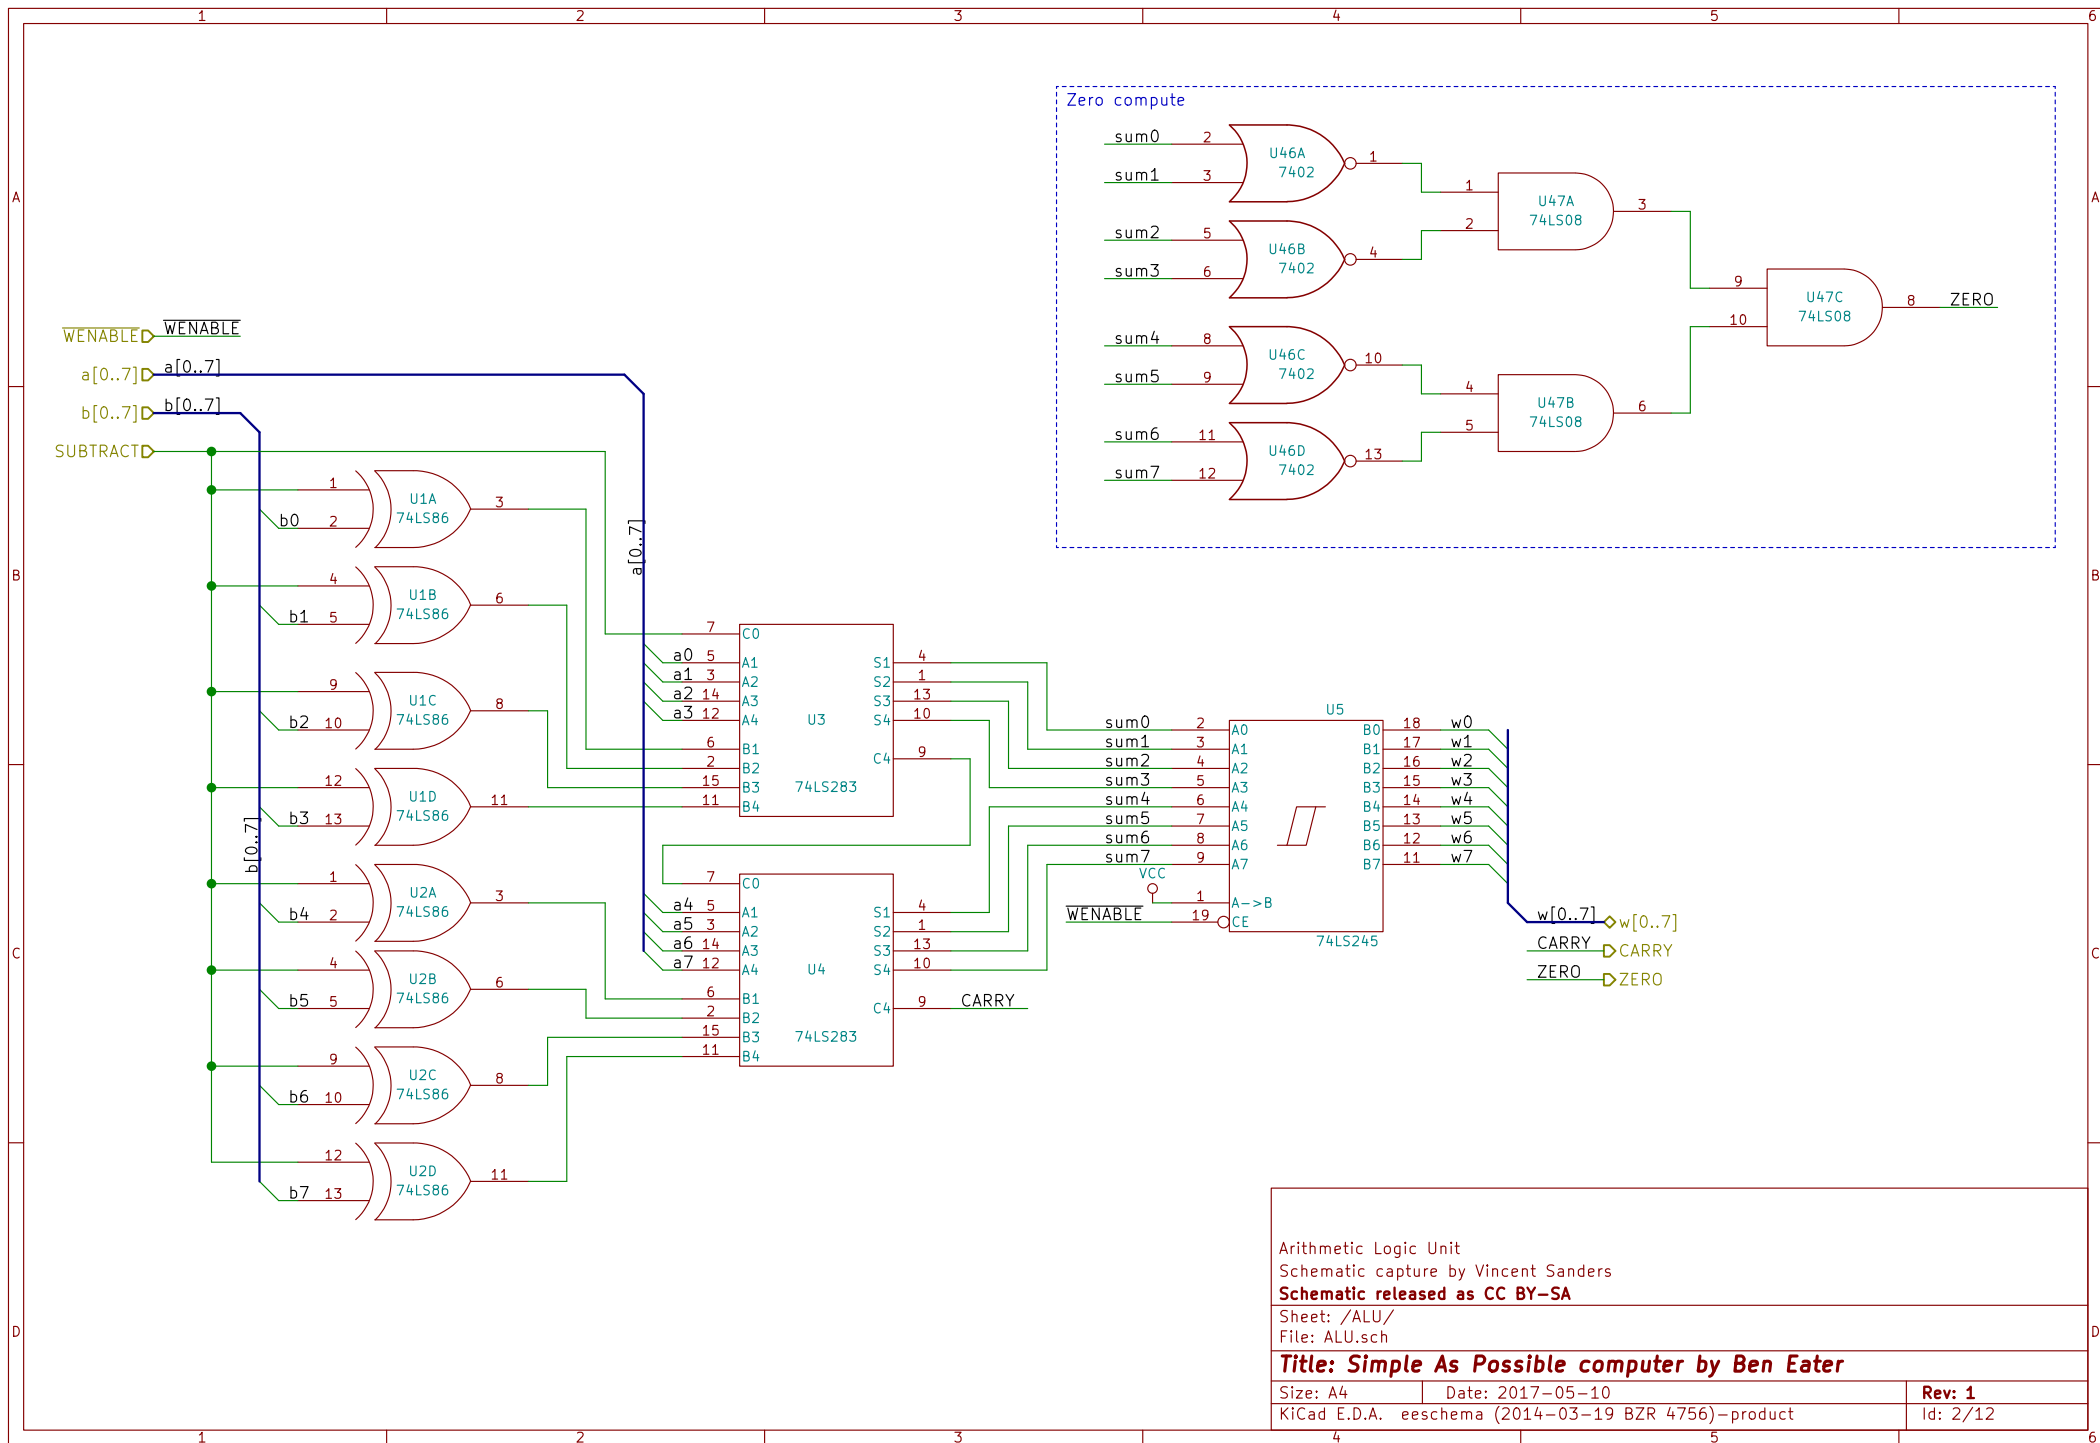 1 2 3 4 5 6
A A
B B
C C
D D
Zero compute
sum0 2
sum1 3
U46A
7402
1
sum2 5
sum3 6
U46B
7402
4
sum4 8
sum5 9
U46C
7402
10
sum6 11
sum7 12
U46D
7402
13
1
2
U47A
74LS08
3
4
5
U47B
74LS08
6
9
10
U47C
74LS08
8 ZERO
WENABLE WENABLE
a[0..7] a[0..7]
b[0..7] b[0..7]
SUBTRACT
1
b0 2
U1A
74LS86
3
4
b1 5
U1B
74LS86
6
9
b2 10
U1C
74LS86
8
12
b3 13
U1D
74LS86
11
b[0..7]
1
b4 2
U2A
74LS86
3
4
b5 5
U2B
74LS86
6
9
b6 10
U2C
74LS86
8
12
b7 13
U2D
74LS86
11
a[0..7]
7 C0
a0 5 A1 S1 4
a1 3 A2 S2 1
a2 14 A3 S3 13
a3 12 A4 S4 10
U3
6 B1
2 B2
C4 9
15 B3
74LS283
11 B4
7 C0
a4 5 A1 S1 4
a5 3 A2 S2 1
a6 14 A3 S3 13
a7 12 A4 S4 10
U4
6 B1
2 B2
C4 9 CARRY
15 B3
74LS283
11 B4
U5
sum0 2 A0 B0 18 w0
sum1 3 A1 B1 17 w1
sum2 4 A2 B2 16 w2
sum3 5 A3 B3 15 w3
sum4 6 A4 B4 14 w4
sum5 7 A5 B5 13 w5
sum6 8 A6 B6 12 w6
sum7 9 A7 B7 11 w7
VCC
1 A->B
WENABLE 19 CE
74LS245
w[0..7] w[0..7]
CARRY CARRY
ZERO ZERO
Arithmetic Logic Unit
Schematic capture by Vincent Sanders
Schematic released as CC BY-SA
Sheet: /ALU/
File: ALU.sch
Title: Simple As Possible computer by Ben Eater
Size: A4 Date: 2017-05-10 Rev: 1
KiCad E.D.A. eeschema (2014-03-19 BZR 4756)-product Id: 2/12
1 2 3 4 5 6